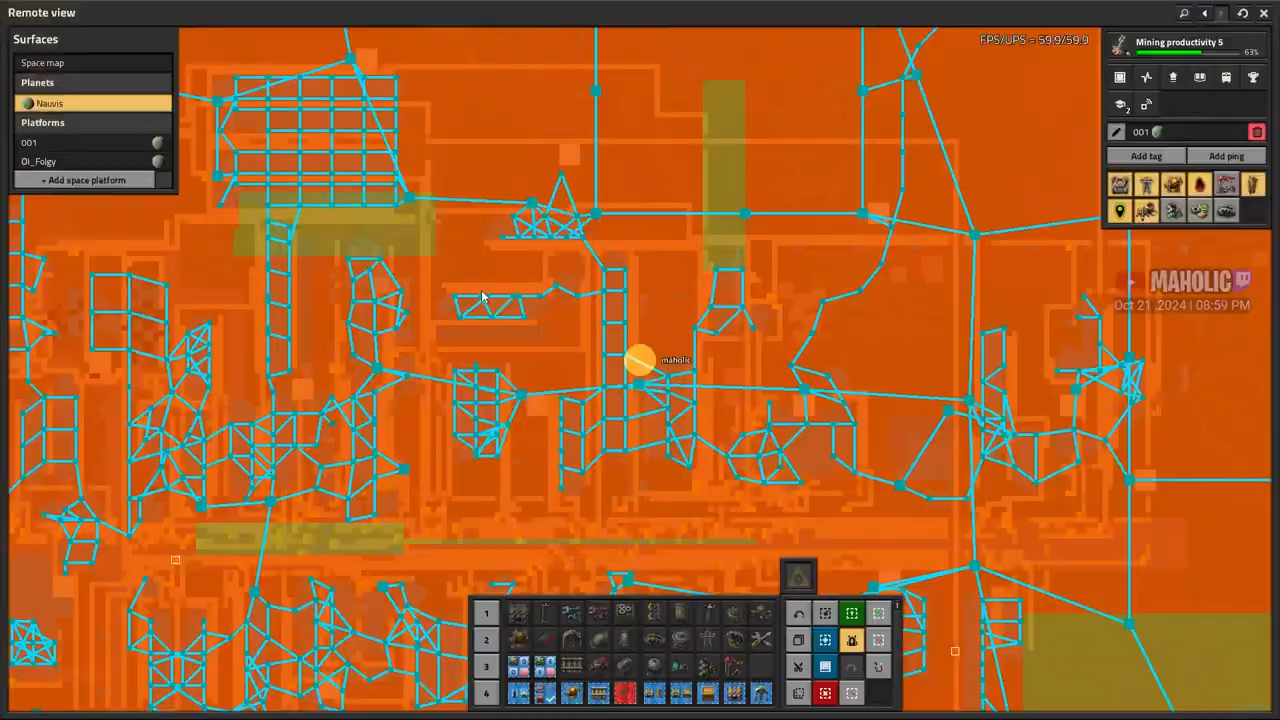 Remote view
Surfaces
Space map
Planets
Nauvis
Platforms
001
OI_Folgy
+ Add space platform
FPS/UPS = 59.9/59.9
Mining productivity 5
63%
2
001
Add tag
Add ping
MAHOLIC
Oct 21 2024 | 08:59 PM
maholic
1
2
3
4